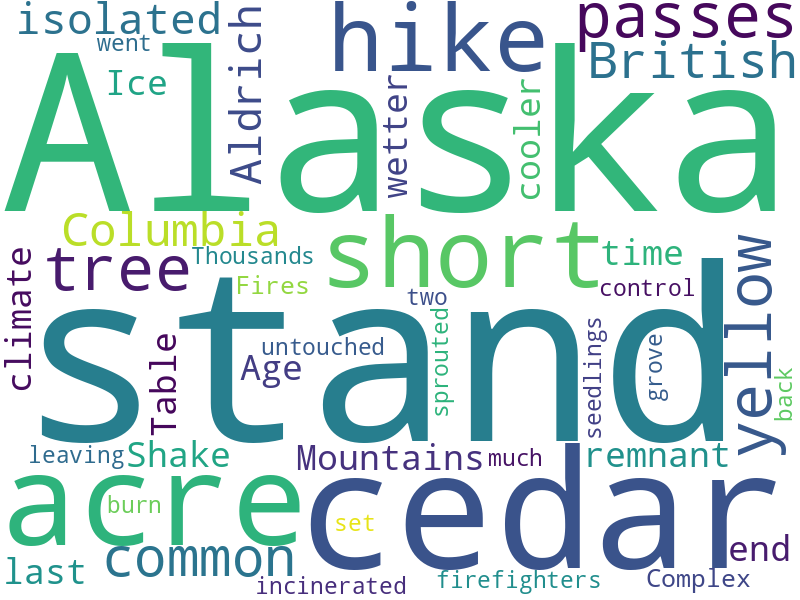 isolated
went
Ice
Aldrich
hike
wetter
cooler
passes
British
Alaska
Columbia
tree
Thousands
Fires
short
time
control
climate
stand
two
untouched
Age
Table
sprouted
seedlings
grove
yellow
back
leaving
Shake
Mountains
much
remnant
acre
burn
set
cedar
common
end
last
incinerated
firefighters
Complex